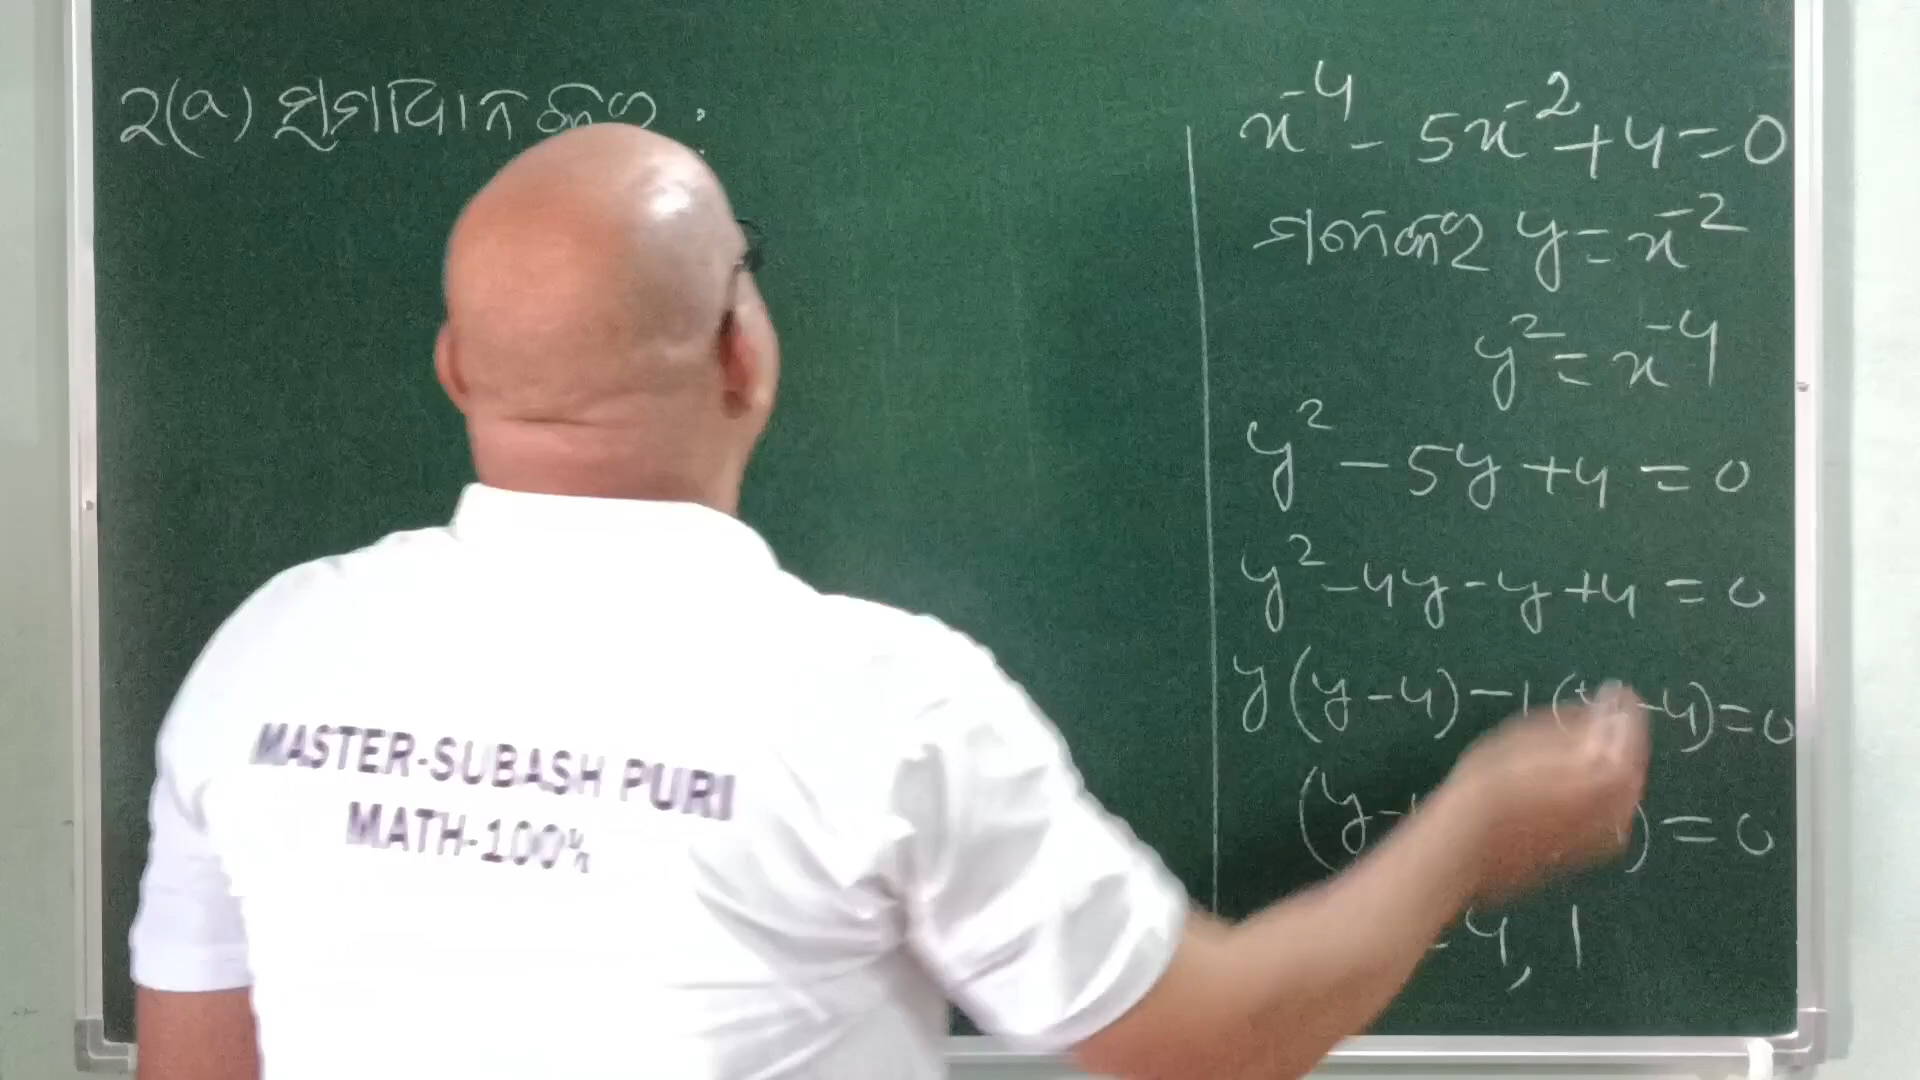 ୨(a) ସମାଧାନ କର :
x⁻⁴ - 5x⁻² + 4 = 0
ମନେକର y = x⁻²
y² = x⁻⁴
y² - 5y + 4 = 0
y² - 4y - y + 4 = 0
y(y - 4) - 1(y - 4) = 0
(y - ) = 0
4, 1
MASTER-SUBASH PURI
MATH-100%